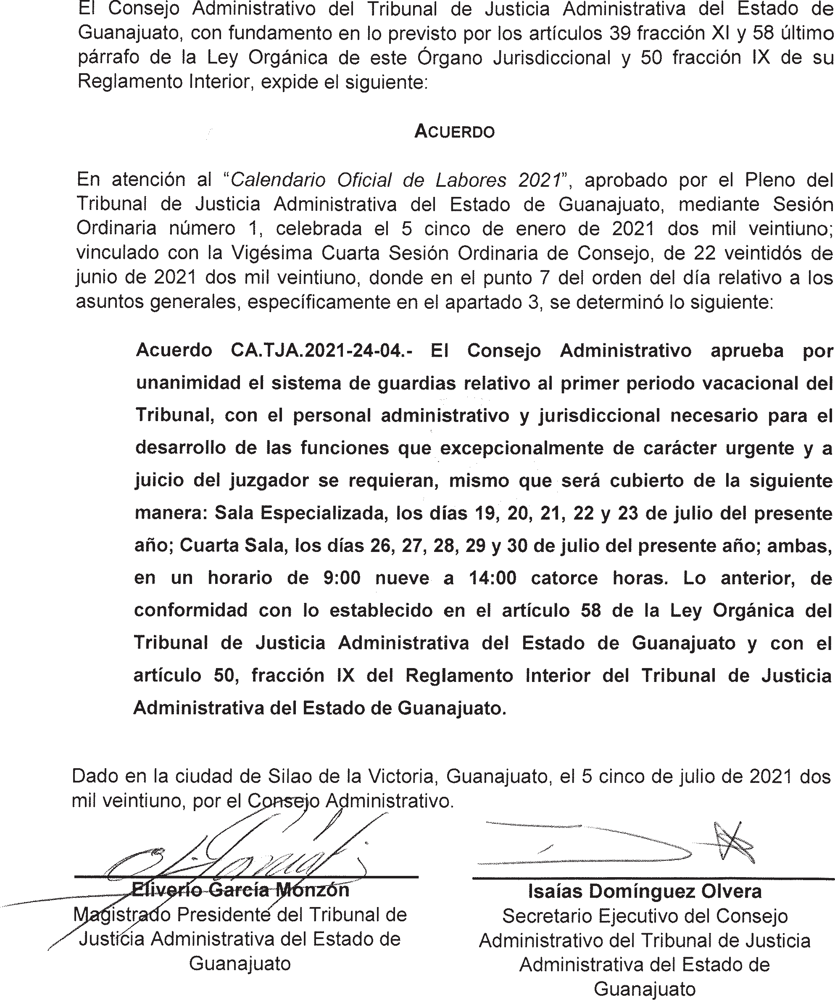 El Consejo Administrativo del Tribunal de Justicia Administrativa del Estado de
Guanajuato, con fundamento en lo previsto por los artículos 39 fracción XI y 58 último
párrafo de la Ley Orgánica de este Órgano Jurisdiccional y 50 fracción IX de su
Reglamento Interior, expide el siguiente:
ACUERDO
En atención al “Calendario Oficial de Labores 2021”, aprobado por el Pleno del
Tribunal de Justicia Administrativa del Estado de Guanajuato, mediante Sesión
Ordinaria número 1, celebrada el 5 cinco de enero de 2021 dos mil veintiuno;
vinculado con la Vigésima Cuarta Sesión Ordinaria de Consejo, de 22 veintidós de
junio de 2021 dos mil veintiuno, donde en el punto 7 del orden del día relativo a los
asuntos generales, específicamente en el apartado 3, se determinó lo siguiente:
Acuerdo CA.TJA.2021-24-04.- El Consejo Administrativo aprueba por
unanimidad el sistema de guardias relativo al primer periodo vacacional del
Tribunal, con el personal administrativo y jurisdiccional necesario para el
desarrollo de las funciones que excepcionalmente de carácter urgente y a
juicio del juzgador se requieran, mismo que será cubierto de la siguiente
manera: Sala Especializada, los días 19, 20, 21, 22 y 23 de julio del presente
año; Cuarta Sala, los días 26, 27, 28, 29 y 30 de julio del presente año; ambas,
en un horario de 9:00 nueve a 14:00 catorce horas. Lo anterior, de
conformidad con lo establecido en el artículo 58 de la Ley Orgánica del
Tribunal de Justicia Administrativa del Estado de Guanajuato y con el
artículo 50, fracción IX del Reglamento Interior del Tribunal de Justicia
Administrativa del Estado de Guanajuato.
Dado en la ciudad de Silao de la Victoria, Guanajuato, el 5 cinco de julio de 2021 dos
mil veintiuno, por el Consejo Administrativo.
Eliverio García Monzón
Magistrado Presidente del Tribunal de
Justicia Administrativa del Estado de
Guanajuato
Isaías Domínguez Olvera
Secretario Ejecutivo del Consejo
Administrativo del Tribunal de Justicia
Administrativa del Estado de
Guanajuato